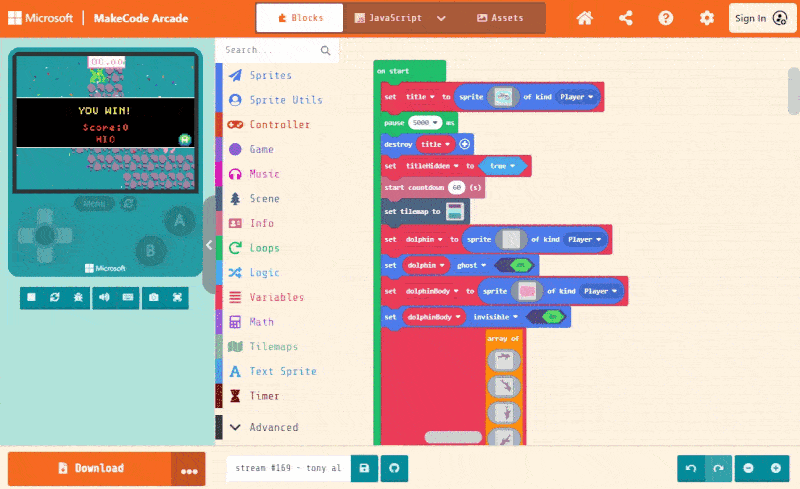 Microsoft | MakeCode Arcade
Blocks
JavaScript
Assets
Sign In
YOU WIN!
Score:0
Menu
A
B
Microsoft
Search...
Sprites
Sprite Utils
Controller
Game
Music
Scene
Info
Loops
Logic
Variables
Math
Tilemaps
Text Sprite
Timer
Advanced
on start
set title to sprite of kind Player
pause 5000 ms
destroy title
set titleHidden to true
start countdown 60 (s)
set tilemap to
set dolphin to sprite of kind Player
set dolphin ghost = on
set dolphinBody to sprite of kind Player
set dolphinBody invisible on
array of
Download
stream #169 - tony al